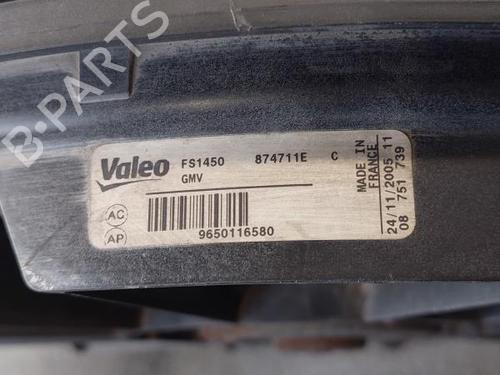 Valeo FS1450 874711E C
GMV
AC
AP
9650116580
MADE IN
FRANCE
24/11/2005 11
08 751 739
B-PARTS